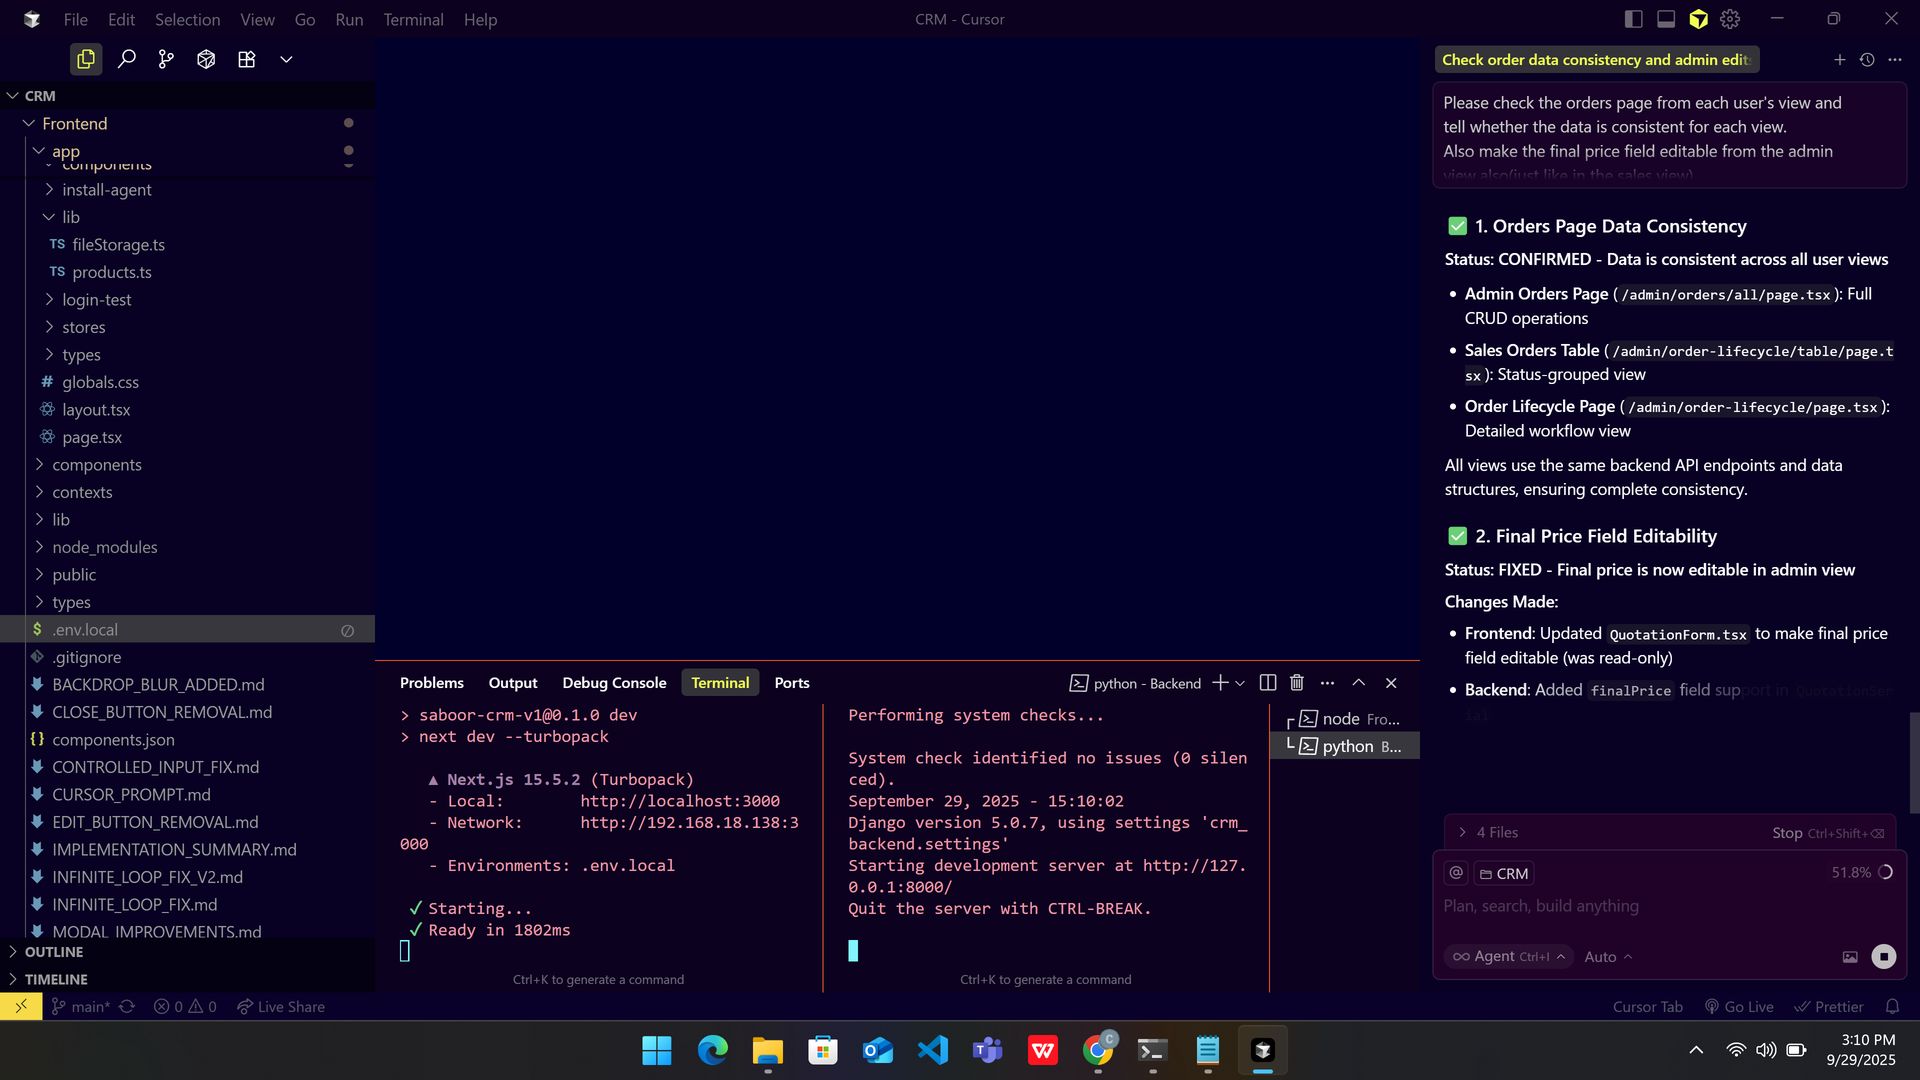 File Edit Selection View Go Run Terminal Help
CRM - Cursor
CRM
Frontend
app
components
install-agent
lib
TS fileStorage.ts
TS products.ts
login-test
stores
types
# globals.css
layout.tsx
page.tsx
components
contexts
lib
node_modules
public
types
$ .env.local
.gitignore
BACKDROP_BLUR_ADDED.md
CLOSE_BUTTON_REMOVAL.md
{} components.json
CONTROLLED_INPUT_FIX.md
CURSOR_PROMPT.md
EDIT_BUTTON_REMOVAL.md
IMPLEMENTATION_SUMMARY.md
INFINITE_LOOP_FIX_V2.md
INFINITE_LOOP_FIX.md
MODAL_IMPROVEMENTS.md
OUTLINE
TIMELINE
Problems Output Debug Console Terminal Ports
python - Backend
> saboor-crm-v1@0.1.0 dev
> next dev --turbopack
▲ Next.js 15.5.2 (Turbopack)
- Local: http://localhost:3000
- Network: http://192.168.18.138:3
000
- Environments: .env.local
✓ Starting...
✓ Ready in 1802ms
Ctrl+K to generate a command
Performing system checks...
System check identified no issues (0 silen
ced).
September 29, 2025 - 15:10:02
Django version 5.0.7, using settings 'crm_
backend.settings'
Starting development server at http://127.
0.0.1:8000/
Quit the server with CTRL-BREAK.
Ctrl+K to generate a command
node Fro...
python B...
Check order data consistency and admin edit
Please check the orders page from each user's view and
tell whether the data is consistent for each view.
Also make the final price field editable from the admin
view also(just like in the sales view)
✅ 1. Orders Page Data Consistency
Status: CONFIRMED - Data is consistent across all user views
• Admin Orders Page ( /admin/orders/all/page.tsx ): Full
CRUD operations
• Sales Orders Table ( /admin/order-lifecycle/table/page.t
sx ): Status-grouped view
• Order Lifecycle Page ( /admin/order-lifecycle/page.tsx ):
Detailed workflow view
All views use the same backend API endpoints and data
structures, ensuring complete consistency.
✅ 2. Final Price Field Editability
Status: FIXED - Final price is now editable in admin view
Changes Made:
• Frontend: Updated QuotationForm.tsx to make final price
field editable (was read-only)
• Backend: Added finalPrice field support in QuotationSer
ial
4 Files
Stop Ctrl+Shift+⌫
@ CRM 51.8%
Plan, search, build anything
Agent Ctrl+I Auto
main* 0 0 Live Share
Cursor Tab Go Live Prettier
3:10 PM
9/29/2025